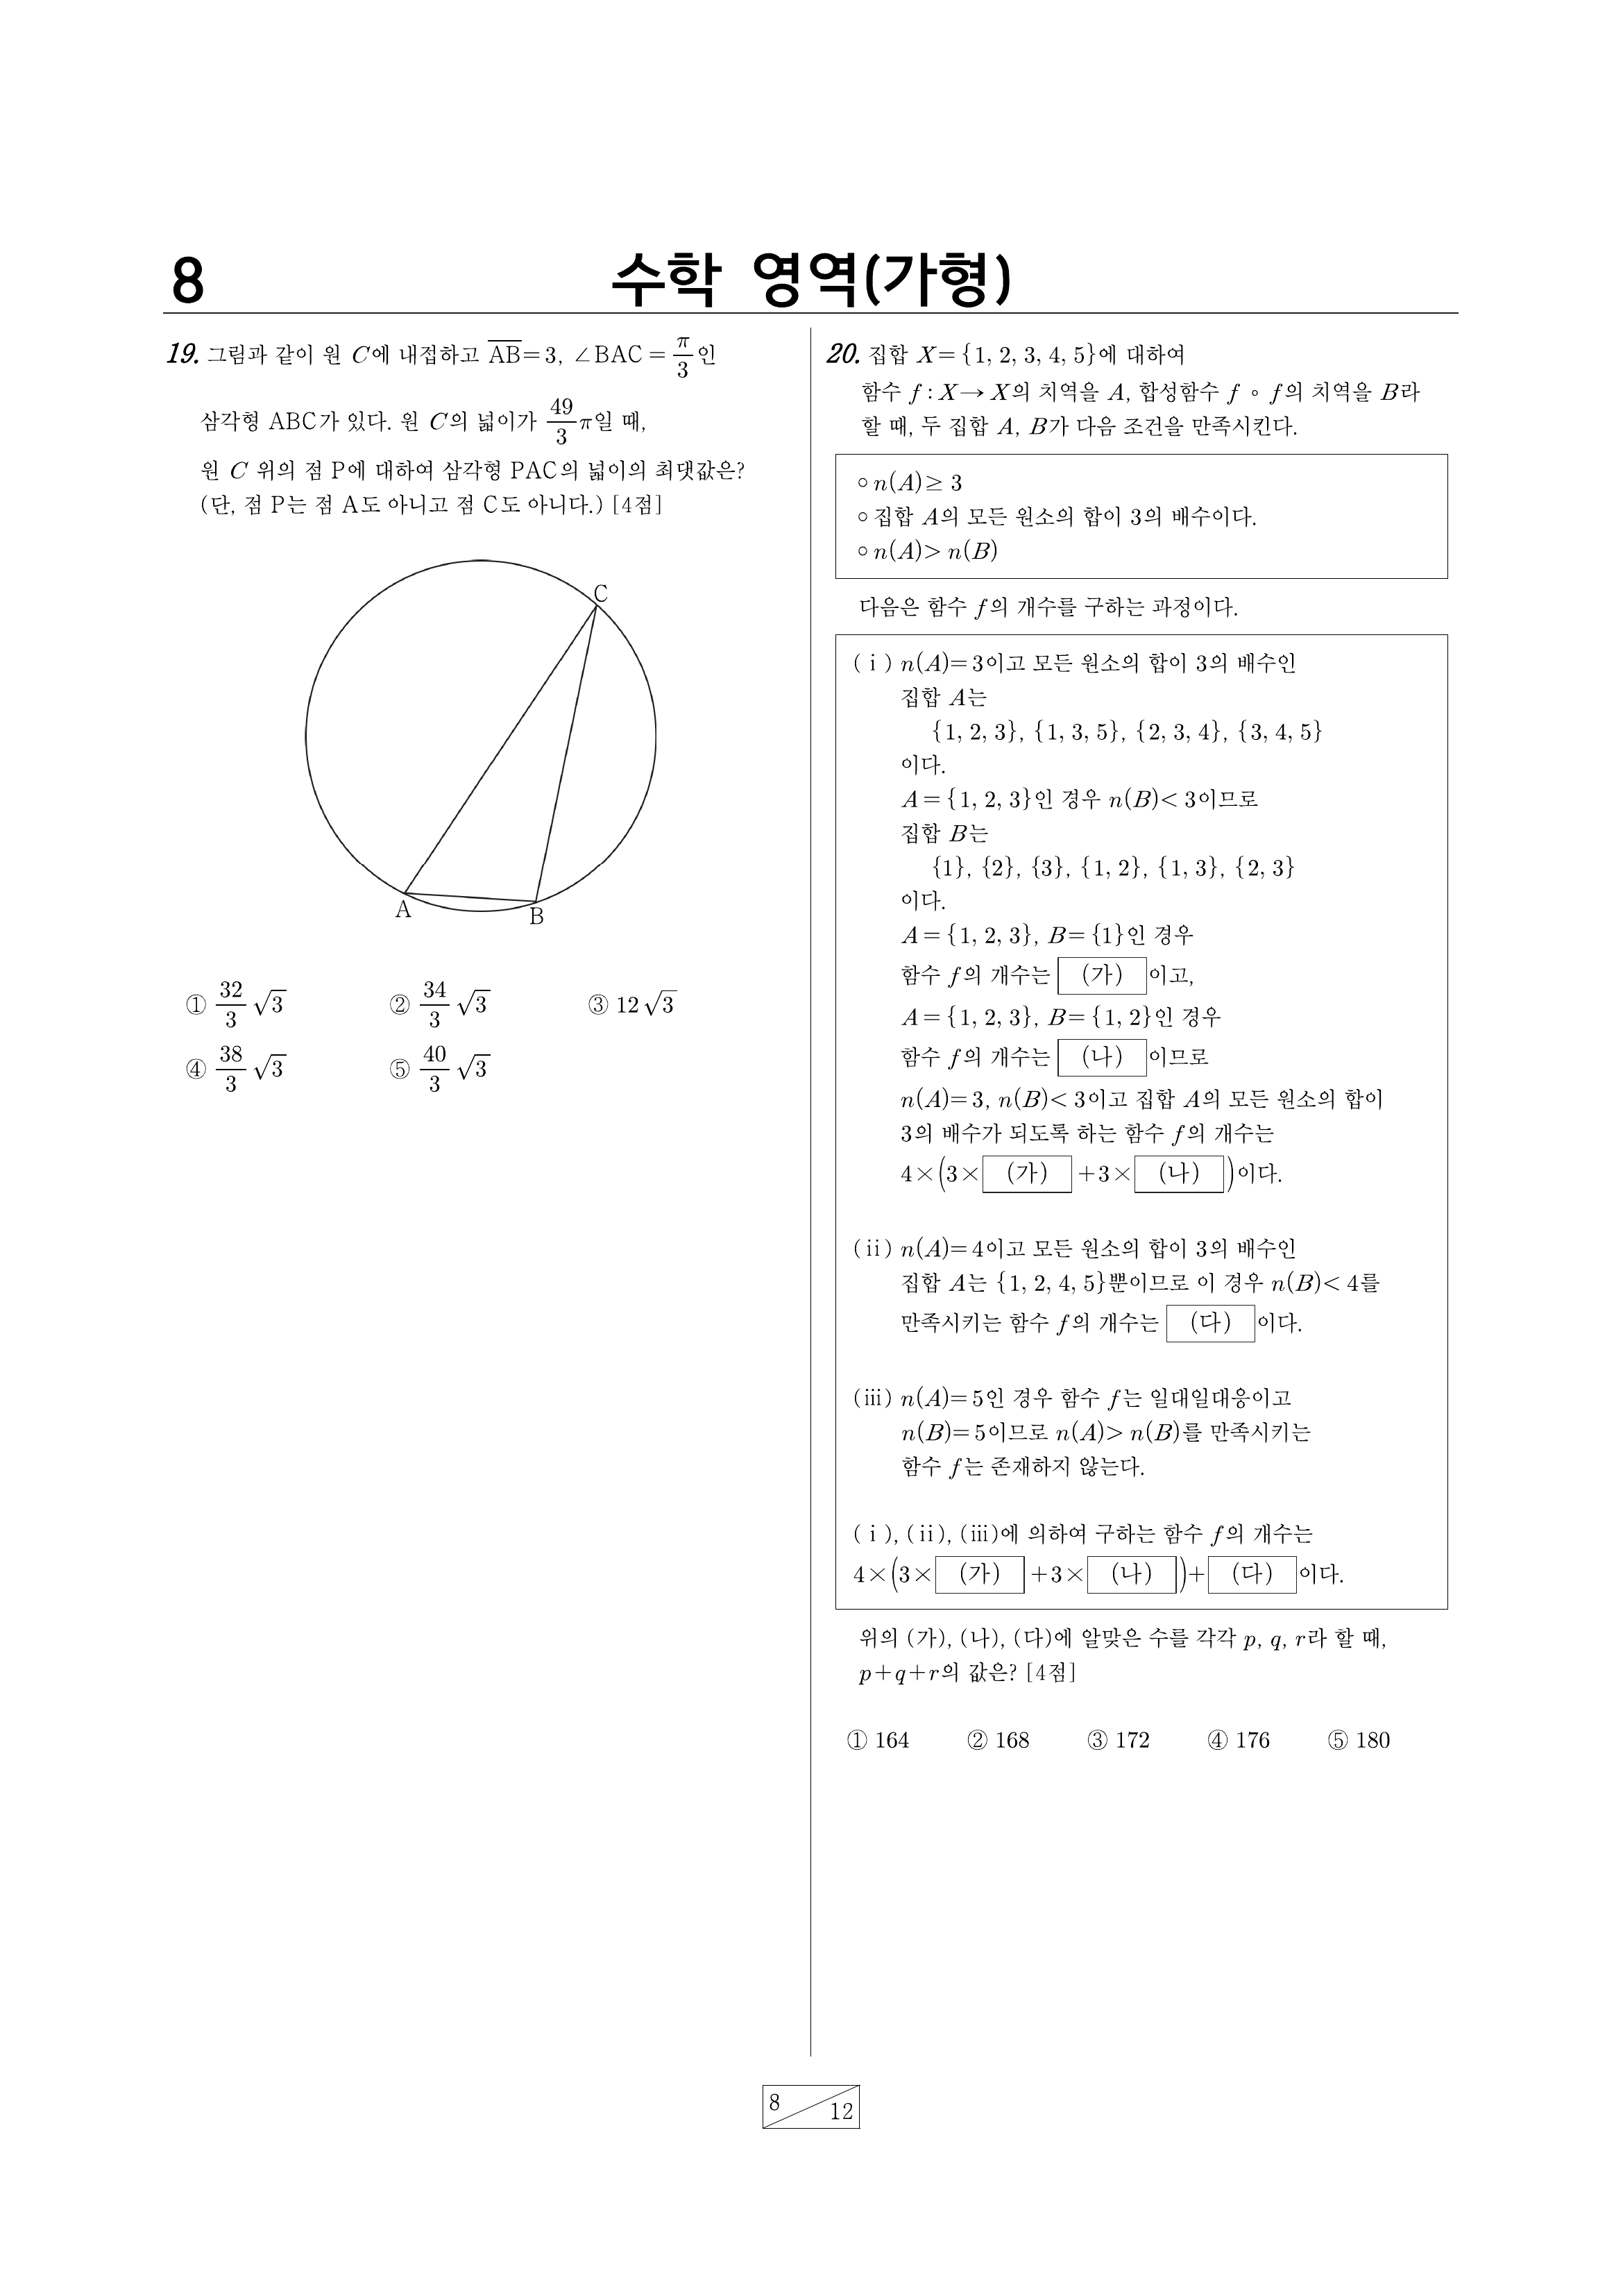 8
수학 영역(가형)
19. 그림과 같이 원 C에 내접하고 \overline{AB}=3, ∠BAC=\frac{π}{3}인
삼각형 ABC가 있다. 원 C의 넓이가 \frac{49}{3}π일 때,
원 C 위의 점 P에 대하여 삼각형 PAC의 넓이의 최댓값은?
(단, 점 P는 점 A도 아니고 점 C도 아니다.) [4점]
C
A
B
① \frac{32}{3}√3 ② \frac{34}{3}√3 ③ 12√3
④ \frac{38}{3}√3 ⑤ \frac{40}{3}√3
20. 집합 X={1, 2, 3, 4, 5}에 대하여
함수 f : X→X의 치역을 A, 합성함수 f∘f의 치역을 B라
할 때, 두 집합 A, B가 다음 조건을 만족시킨다.
○ n(A)≥3
○ 집합 A의 모든 원소의 합이 3의 배수이다.
○ n(A)>n(B)
다음은 함수 f의 개수를 구하는 과정이다.
(ⅰ) n(A)=3이고 모든 원소의 합이 3의 배수인
집합 A는
{1, 2, 3}, {1, 3, 5}, {2, 3, 4}, {3, 4, 5}
이다.
A={1, 2, 3}인 경우 n(B)<3이므로
집합 B는
{1}, {2}, {3}, {1, 2}, {1, 3}, {2, 3}
이다.
A={1, 2, 3}, B={1}인 경우
함수 f의 개수는 (가) 이고,
A={1, 2, 3}, B={1, 2}인 경우
함수 f의 개수는 (나) 이므로
n(A)=3, n(B)<3이고 집합 A의 모든 원소의 합이
3의 배수가 되도록 하는 함수 f의 개수는
4×(3× (가) +3× (나) )이다.
(ⅱ) n(A)=4이고 모든 원소의 합이 3의 배수인
집합 A는 {1, 2, 4, 5}뿐이므로 이 경우 n(B)<4를
만족시키는 함수 f의 개수는 (다) 이다.
(ⅲ) n(A)=5인 경우 함수 f는 일대일대응이고
n(B)=5이므로 n(A)>n(B)를 만족시키는
함수 f는 존재하지 않는다.
(ⅰ), (ⅱ), (ⅲ)에 의하여 구하는 함수 f의 개수는
4×(3× (가) +3× (나) )+ (다) 이다.
위의 (가), (나), (다)에 알맞은 수를 각각 p, q, r라 할 때,
p+q+r의 값은? [4점]
① 164 ② 168 ③ 172 ④ 176 ⑤ 180
8
12